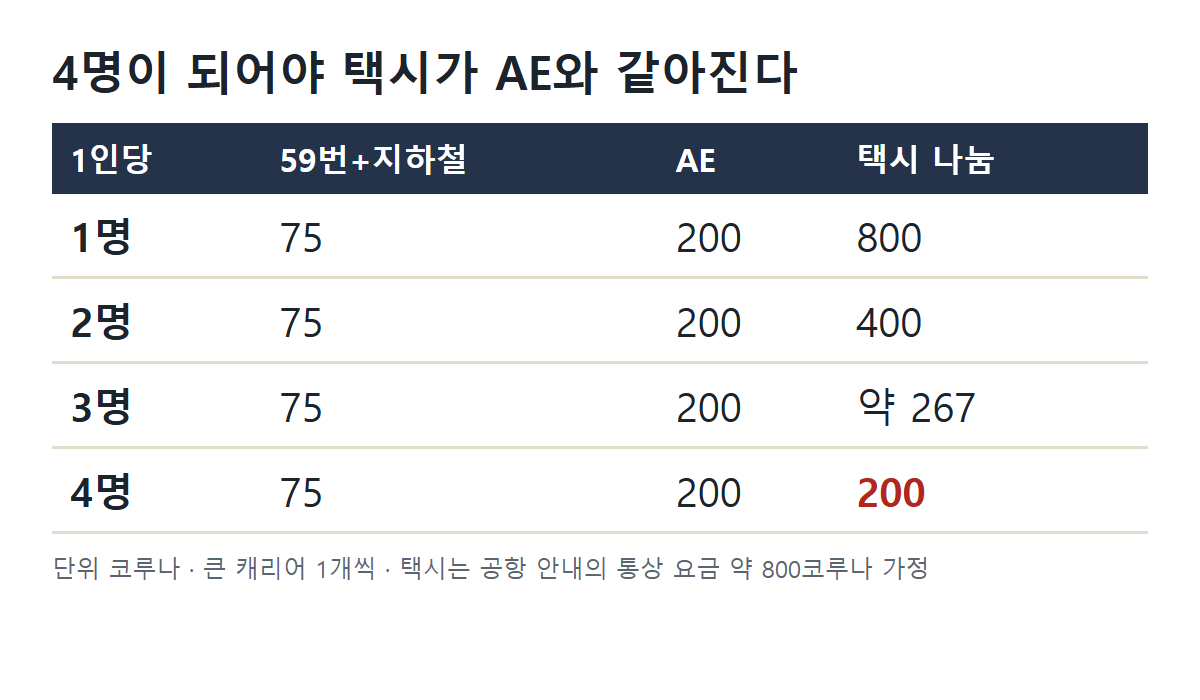 4명이 되어야 택시가 AE와 같아진다
1인당 59번+지하철 AE 택시 나눔
1명 75 200 800
2명 75 200 400
3명 75 200 약 267
4명 75 200 200
단위 코루나 · 큰 캐리어 1개씩 · 택시는 공항 안내의 통상 요금 약 800코루나 가정